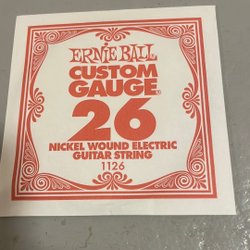 ERNIE BALL
CUSTOM
GAUGE®
26
NICKEL WOUND ELECTRIC
GUITAR STRING
1126